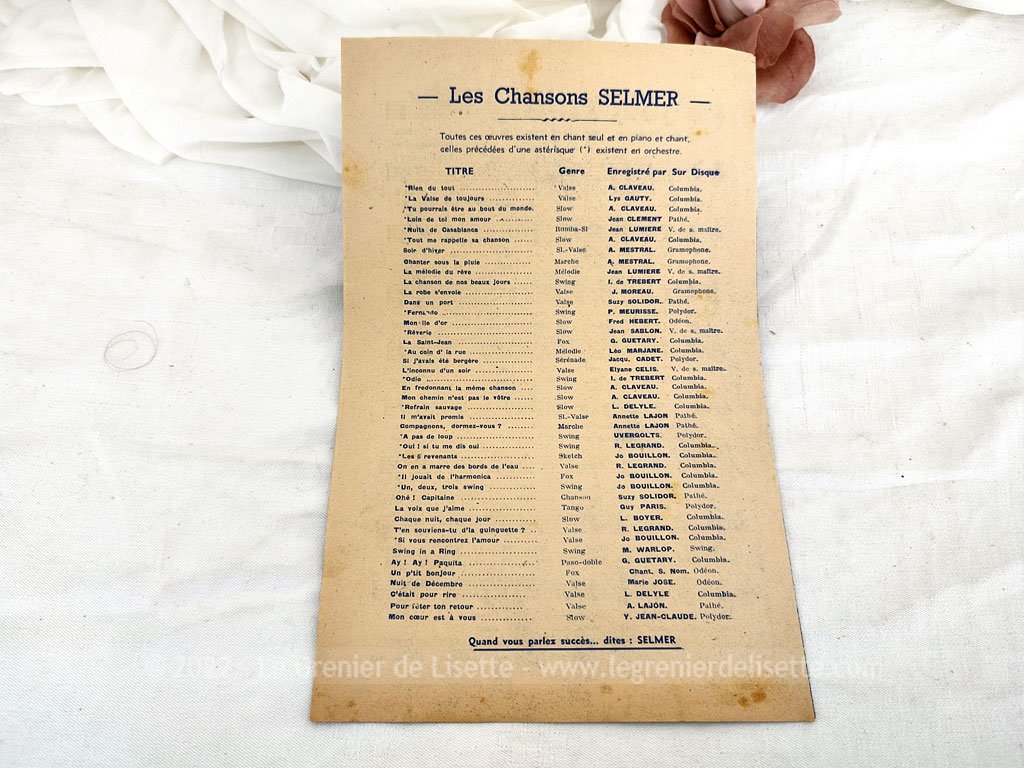 — Les Chansons SELMER —
Toutes ces œuvres existent en chant seul et en piano et chant,
celles précédées d'une astérisque (*) existent en orchestre.
TITRE Genre Enregistré par Sur Disque
*Rien du tout .................... Valse A. CLAVEAU. Columbia.
*La Valse de toujours .............. Valse Lys GAUTY. Columbia.
*Tu pourrais être au bout du monde. Slow A. CLAVEAU. Columbia.
*Loin de toi mon amour .......... Slow Jean CLEMENT Pathé.
*Nuits de Casablanca .............. Rumba-Sl Jean LUMIERE V. de s. maître.
*Tout me rappelle sa chanson ...... Slow A. CLAVEAU. Columbia.
Soir d'hiver ...................... Sl.-Valse A. MESTRAL. Gramophone.
Chanter sous la pluie .............. Marche A. MESTRAL. Gramophone.
La mélodie du rêve ................ Mélodie Jean LUMIERE V. de s. maître.
La chanson de nos beaux jours ...... Swing I. de TREBERT Columbia.
La robe s'envole .................. Valse J. MOREAU. Gramophone.
Dans un port ...................... Valse Suzy SOLIDOR. Pathé.
*Fernando ........................ Swing P. MEURISSE. Polydor.
Mon île d'or ...................... Slow Fred HEBERT. Odéon.
*Rêverie .......................... Slow Jean SABLON. V. de s. maître.
La Saint-Jean .................... Fox G. GUETARY. Columbia.
*Au coin d' la rue ................ Mélodie Léo MARJANE. Columbia.
Si j'avais été bergère .............. Sérénade Jacqu. CADET. Polydor.
L'inconnu d'un soir ................ Valse Elyane CELIS. V. de s. maître.
*Odio ............................ Swing I. de TREBERT Columbia.
En fredonnant la même chanson .... Slow A. CLAVEAU. Columbia.
Mon chemin n'est pas le vôtre ...... Slow A. CLAVEAU. Columbia.
*Refrain sauvage .................. Slow L. DELYLE. Columbia.
Il m'avait promis .................. Sl.-Valse Annette LAJON Pathé.
Compagnons, dormez-vous ? ........ Marche Annette LAJON Pathé.
*A pas de loup .................... Swing UVERGOLTS. Polydor.
*Oui ! si tu me dis oui .............. Swing R. LEGRAND. Columbia.
*Les 6 revenants .................. Sketch Jo BOUILLON. Columbia.
On en a marre des bords de l'eau .... Valse R. LEGRAND. Columbia.
*Il jouait de l'harmonica ............ Fox Jo BOUILLON. Columbia.
*Un, deux, trois swing .............. Swing Jo BOUILLON. Columbia.
Ohé ! Capitaine .................... Chanson Suzy SOLIDOR. Pathé.
La voix que j'aime ................ Tango Guy PARIS. Polydor.
Chaque nuit, chaque jour .......... Slow L. BOYER. Columbia.
T'en souviens-tu d'la guinguette ? .. Valse R. LEGRAND. Columbia.
*Si vous rencontrez l'amour ........ Valse Jo BOUILLON. Columbia.
Swing in a Ring .................. Swing M. WARLOP. Swing.
Ay ! Ay ! Paquita .................. Paso-doble G. GUETARY. Columbia.
Un p'tit bonjour .................. Fox Chant. S. Nom. Odéon.
Nuit de Décembre ................ Valse Marie JOSE. Odéon.
C'était pour rire .................. Valse L. DELYLE Columbia.
Pour fêter ton retour .............. Valse A. LAJON. Pathé.
Mon cœur est à vous .............. Slow Y. JEAN-CLAUDE. Polydor.
Quand vous parlez succès... dites : SELMER
Le Grenier de Lisette - www.legrenierdelisette.com